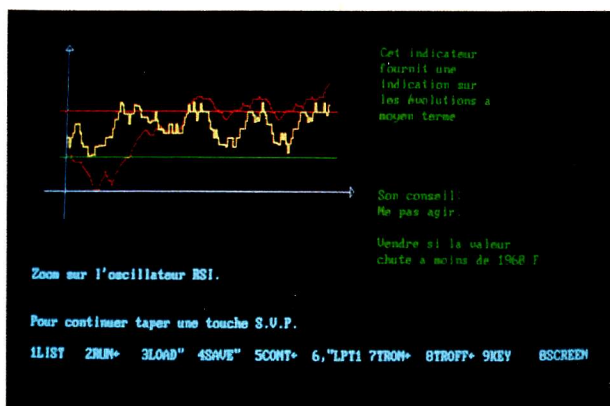 Cet indicateur
fournit une
indication sur
les évolutions a
moyen terme
Son conseil:
Ne pas agir.
Vendre si la valeur
chute a moins de 1960 F
Zoom sur l'oscillateur RSI.
Pour continuer taper une touche S.V.P.
1LIST 2RUN← 3LOAD" 4SAVE" 5CONT← 6,"LPT1 7TRON← 8TROFF← 9KEY 0SCREEN